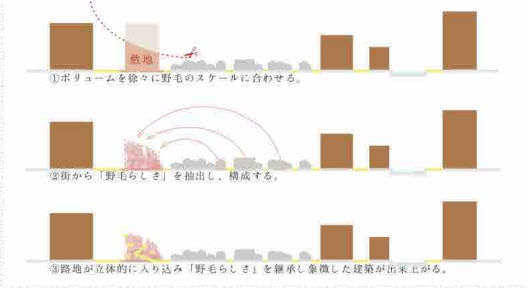 敷地
①ボリュームを徐々に野毛のスケールに合わせる。
②街から「野毛らしさ」を抽出し、構成する。
③路地が立体的に入り込み「野毛らしさ」を継承し象徴した建築が出来上がる。